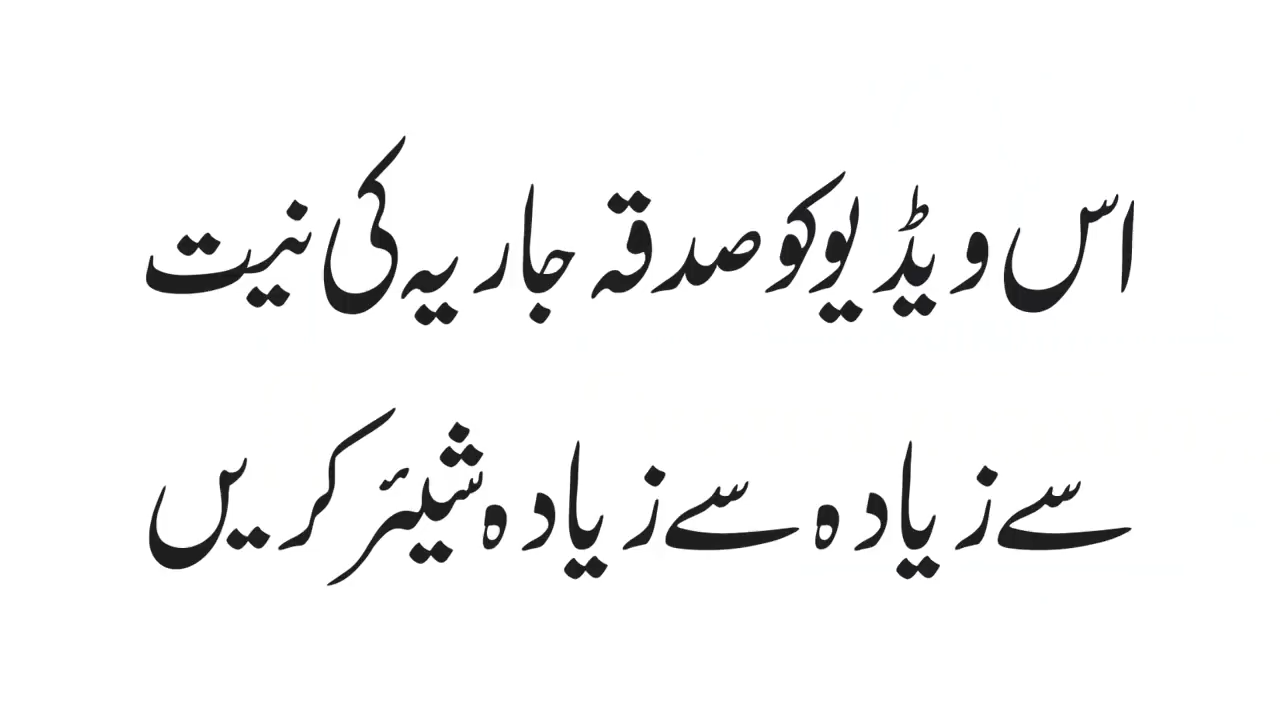 اس ویڈیو کو صدقہ جاریہ کی نیت
سے زیادہ سے زیادہ شیئر کریں